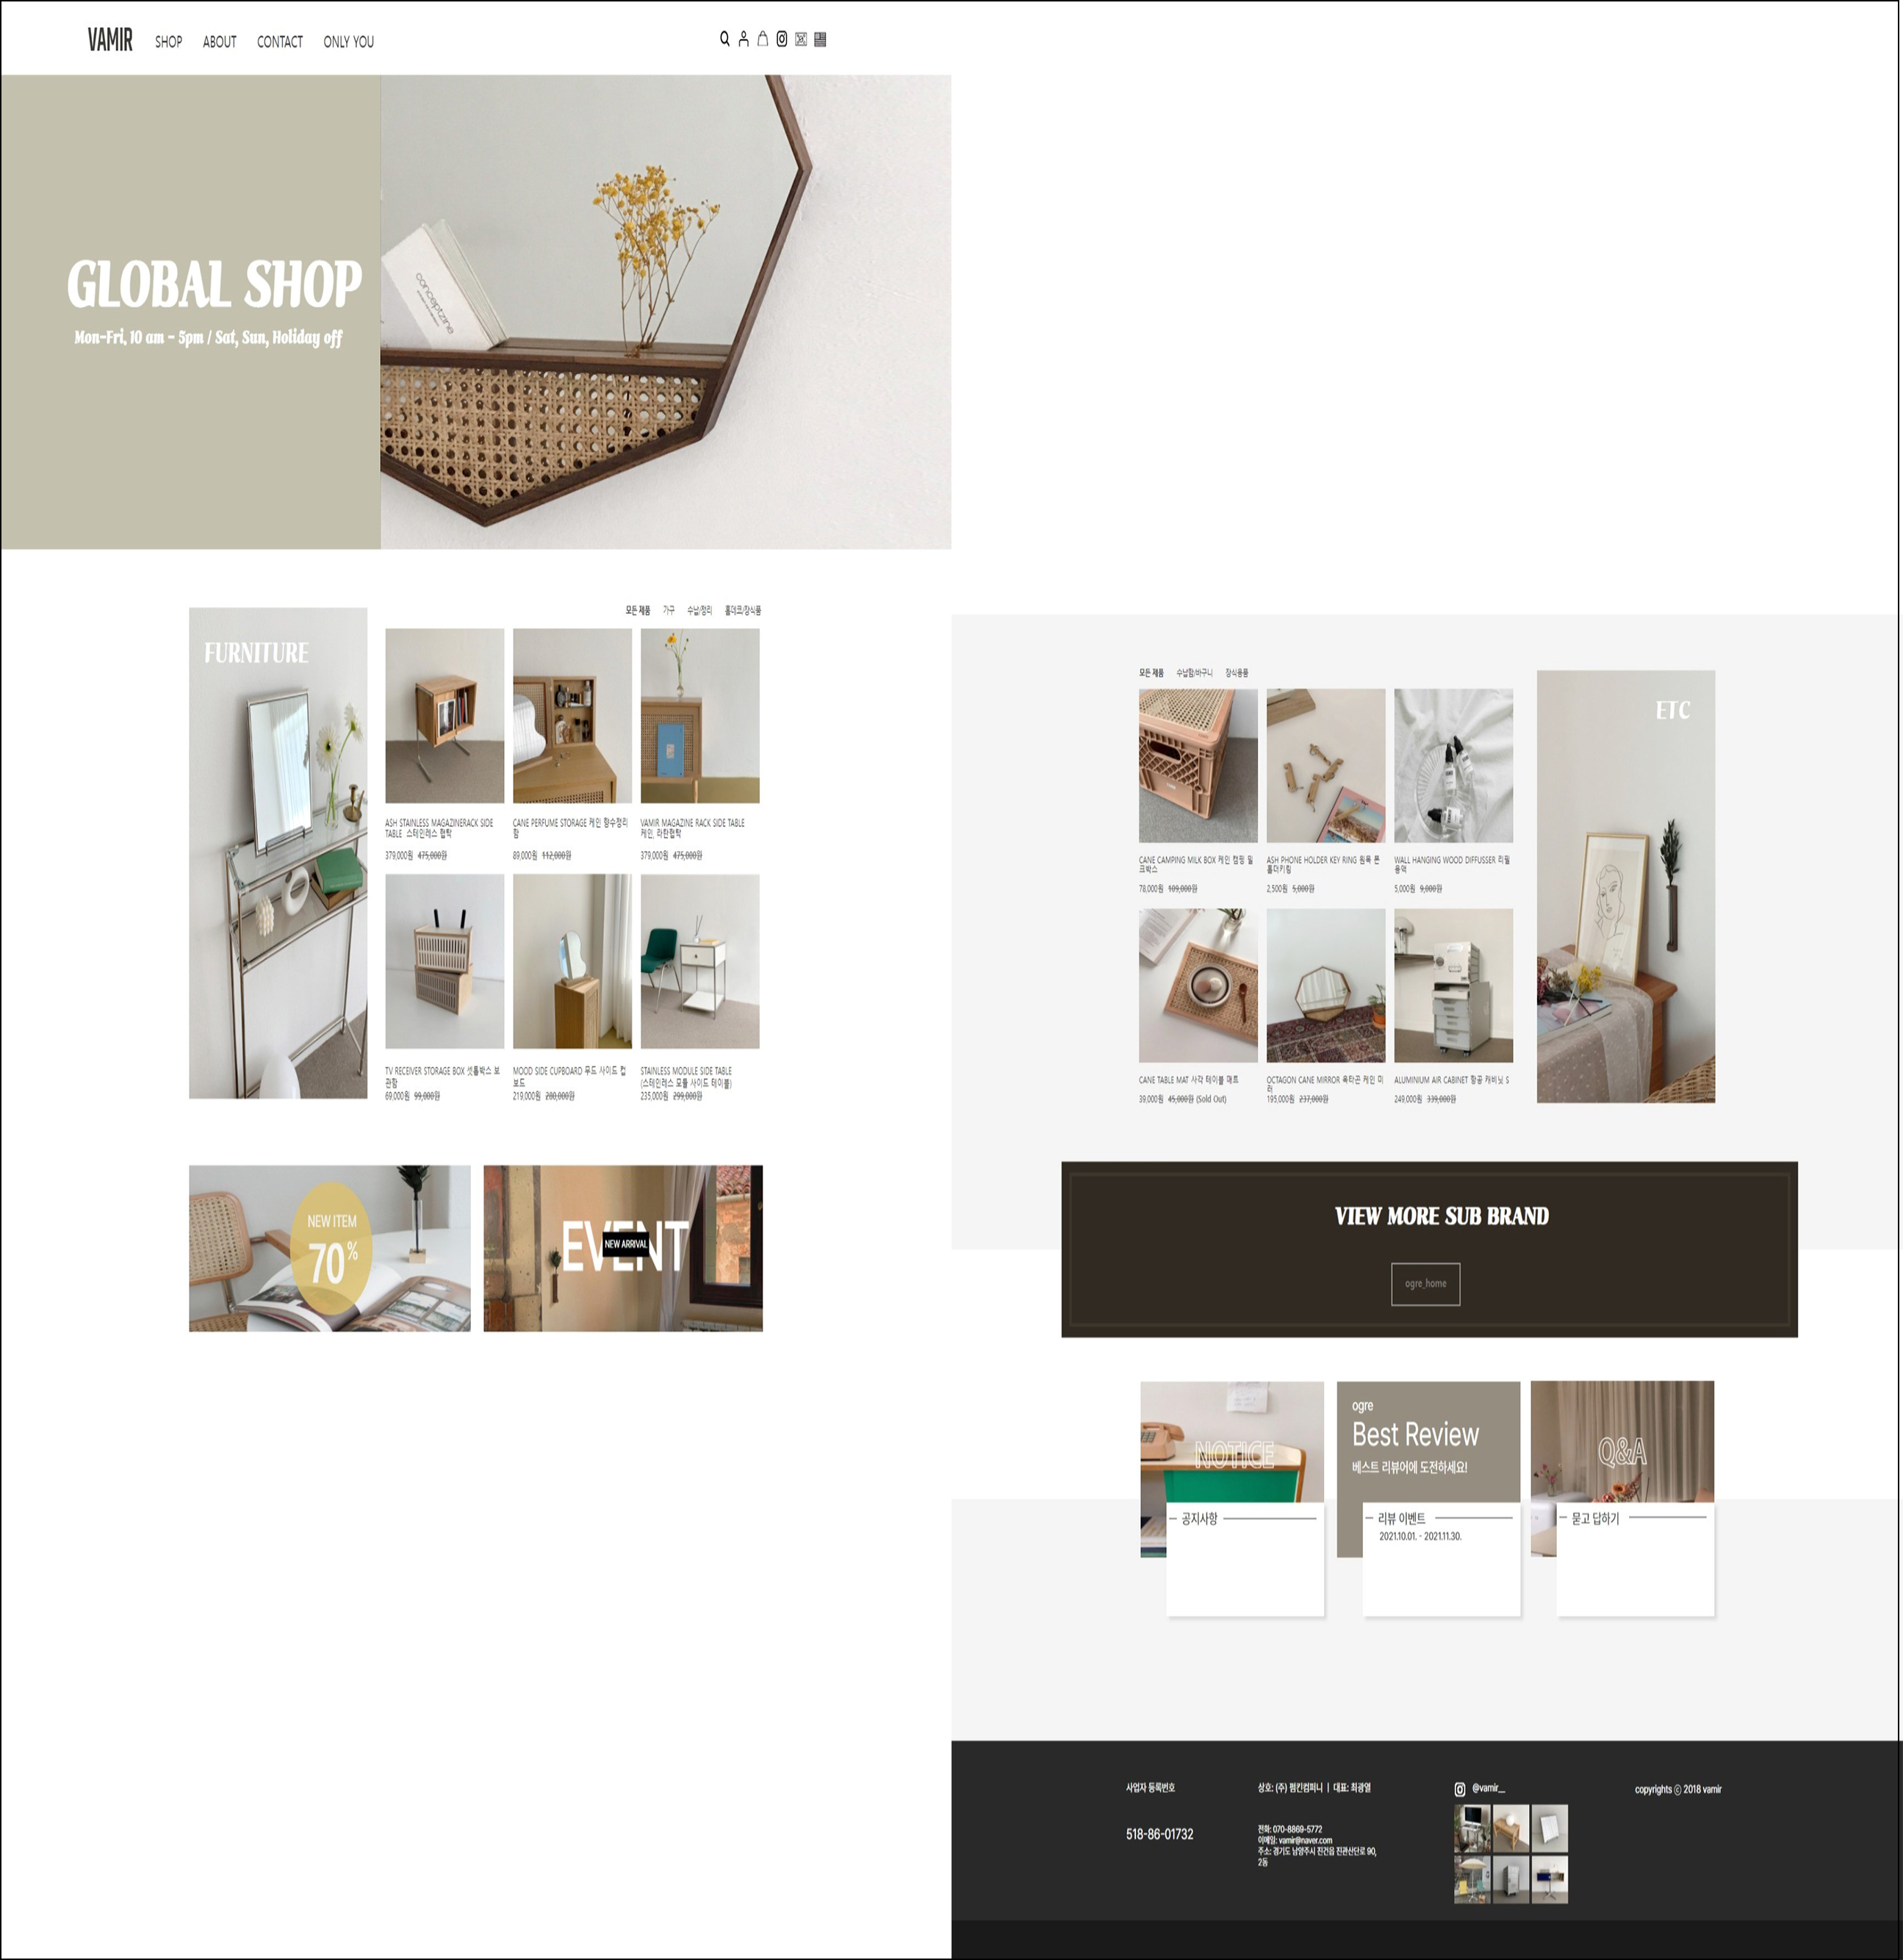 VAMIR
SHOP ABOUT CONTACT ONLY YOU
GLOBAL SHOP
Mon-Fri, 10 am - 5pm / Sat, Sun, Holiday off
conceptzine
모든 제품 가구 수납/정리 홈데코/장식품
FURNITURE
ASH STAINLESS MAGAZINERACK SIDE
TABLE 스테인레스 협탁
379,000원 475,000원
CANE PERFUME STORAGE 케인 향수정리
함
89,000원 112,000원
VAMIR MAGAZINE RACK SIDE TABLE
케인, 라탄협탁
379,000원 475,000원
TV RECEIVER STORAGE BOX 셋톱박스 보
관함
69,000원 99,000원
MOOD SIDE CUPBOARD 무드 사이드 컵
보드
219,000원 280,000원
STAINLESS MODULE SIDE TABLE
(스테인레스 모듈 사이드 테이블)
235,000원 299,000원
NEW ITEM
70%
EVENT
NEW ARRIVAL
모든 제품 수납함/바구니 장식용품
ETC
CANE CAMPING MILK BOX 케인 캠핑 밀
크박스
78,000원 109,000원
ASH PHONE HOLDER KEY RING 원목 폰
홀더키링
2,500원 5,000원
WALL HANGING WOOD DIFFUSSER 리필
용액
5,000원 9,000원
CANE TABLE MAT 사각 테이블 매트
39,000원 45,000원 (Sold Out)
OCTAGON CANE MIRROR 옥타곤 케인 미
러
195,000원 237,000원
ALUMINIUM AIR CABINET 항공 캐비닛 S
249,000원 339,000원
VIEW MORE SUB BRAND
ogre_home
NOTICE
공지사항
ogre
Best Review
베스트 리뷰어에 도전하세요!
리뷰 이벤트
2021.10.01. - 2021.11.30.
Q&A
묻고 답하기
사업자 등록번호
518-86-01732
상호: (주) 펌킨컴퍼니 | 대표: 최광열
전화: 070-8869-5772
이메일: vamir@naver.com
주소: 경기도 남양주시 진건읍 진관산단로 90,
2동
@vamir__
copyrights ⓒ 2018 vamir